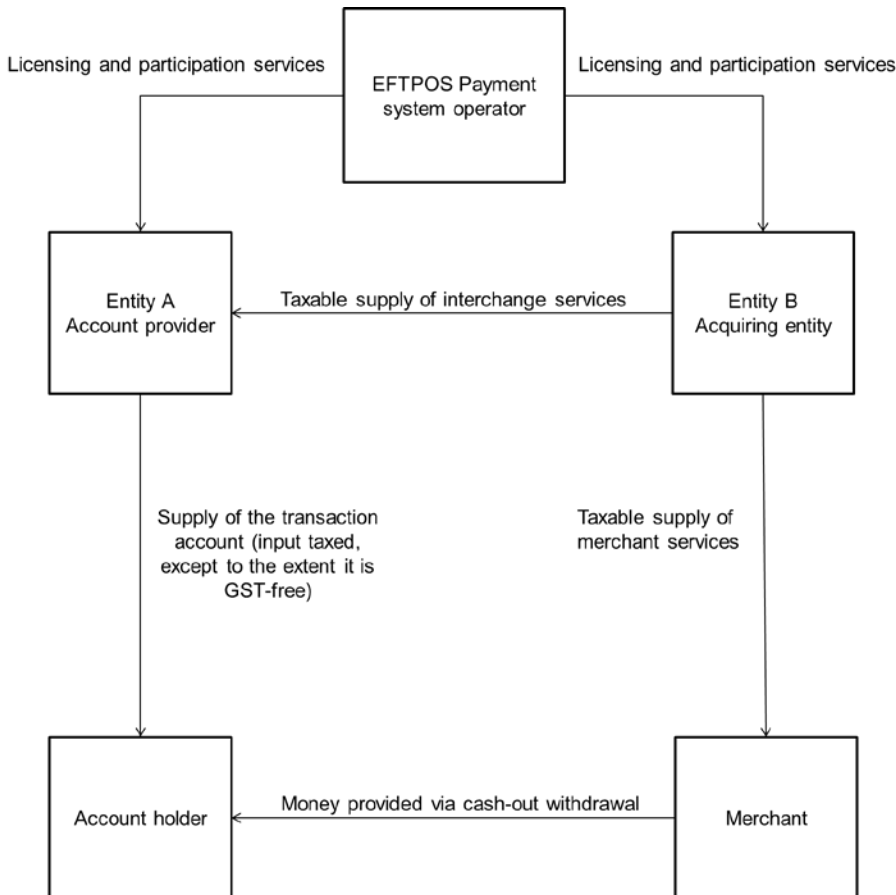 Licensing and participation services
EFTPOS Payment
system operator
Licensing and participation services
Entity A
Account provider
Taxable supply of interchange services
Entity B
Acquiring entity
Supply of the transaction
account (input taxed,
except to the extent it is
GST-free)
Taxable supply of
merchant services
Account holder
Money provided via cash-out withdrawal
Merchant